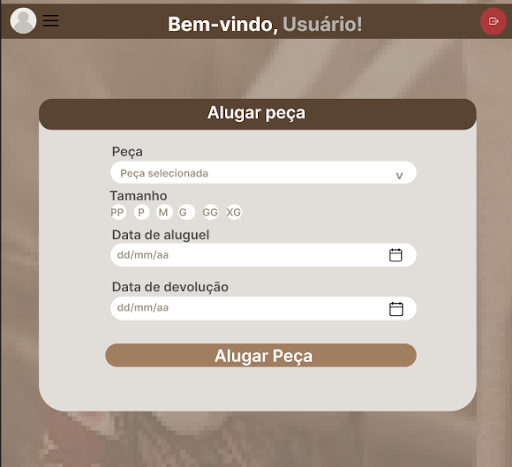 Bem-vindo, Usuário!
Alugar peça
Peça
Peça selecionada v
Tamanho
PP P M G GG XG
Data de aluguel
dd/mm/aa
Data de devolução
dd/mm/aa
Alugar Peça